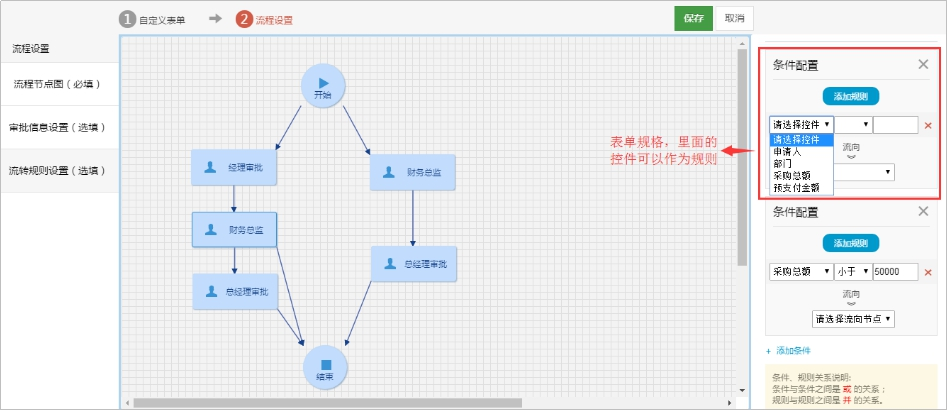 1 自定义表单
2 流程设置
保存
取消
流程设置
流程节点图（必填）
审批信息设置（选填）
流转规则设置（选填）
开始
经理审批
财务总监
财务总监
总经理审批
总经理审批
结束
表单规格，里面的
控件可以作为规则
条件配置
添加规则
请选择控件
请选择控件
申请人
部门
采购总额
预支付金额
流向
条件配置
添加规则
采购总额 小于 50000
流向
请选择流向节点
+ 添加条件
条件、规则关系说明:
条件与条件之间是 或 的关系；
规则与规则之间是 并 的关系。